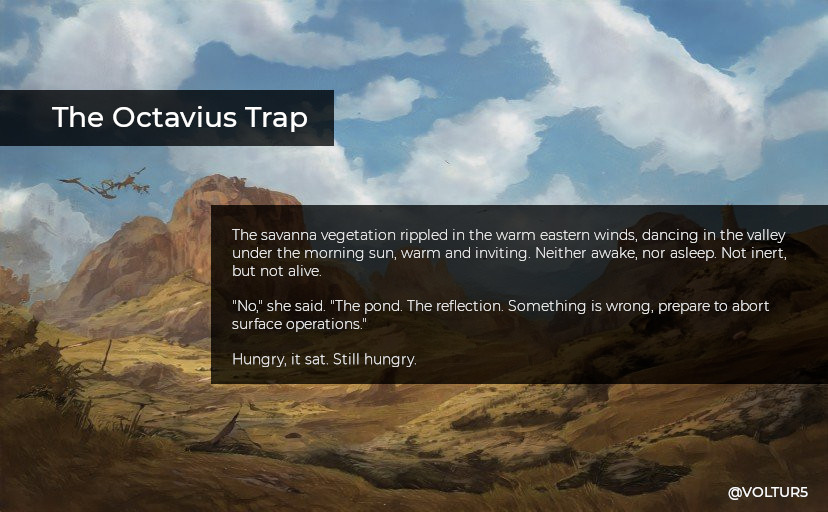 The Octavius Trap
The savanna vegetation rippled in the warm eastern winds, dancing in the valley
under the morning sun, warm and inviting. Neither awake, nor asleep. Not inert,
but not alive.
"No," she said. "The pond. The reflection. Something is wrong, prepare to abort
surface operations."
Hungry, it sat. Still hungry.
@VOLTUR5